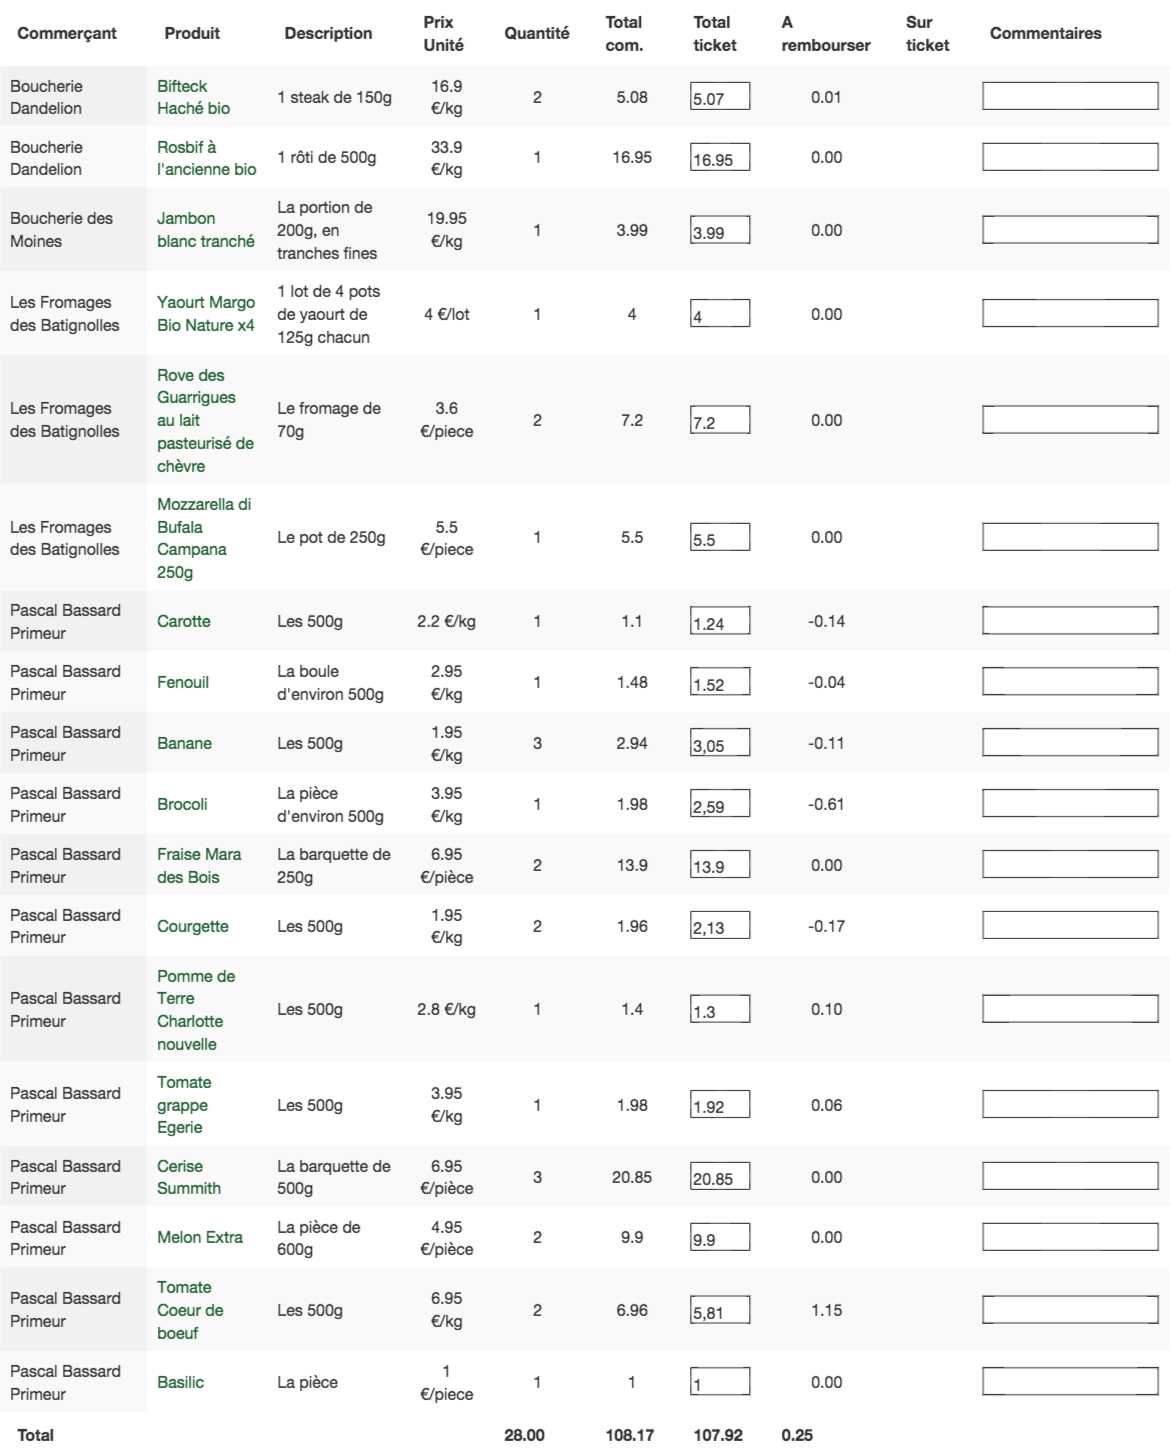 Commerçant Produit Description Prix Unité Quantité Total com. Total ticket A rembourser Sur ticket Commentaires
Boucherie Dandelion Bifteck Haché bio 1 steak de 150g 16.9 €/kg 2 5.08 5.07 0.01
Boucherie Dandelion Rosbif à l'ancienne bio 1 rôti de 500g 33.9 €/kg 1 16.95 16.95 0.00
Boucherie des Moines Jambon blanc tranché La portion de 200g, en tranches fines 19.95 €/kg 1 3.99 3.99 0.00
Les Fromages des Batignolles Yaourt Margo Bio Nature x4 1 lot de 4 pots de yaourt de 125g chacun 4 €/lot 1 4 4 0.00
Les Fromages des Batignolles Rove des Guarrigues au lait pasteurisé de chèvre Le fromage de 70g 3.6 €/piece 2 7.2 7.2 0.00
Les Fromages des Batignolles Mozzarella di Bufala Campana 250g Le pot de 250g 5.5 €/piece 1 5.5 5.5 0.00
Pascal Bassard Primeur Carotte Les 500g 2.2 €/kg 1 1.1 1.24 -0.14
Pascal Bassard Primeur Fenouil La boule d'environ 500g 2.95 €/kg 1 1.48 1.52 -0.04
Pascal Bassard Primeur Banane Les 500g 1.95 €/kg 3 2.94 3,05 -0.11
Pascal Bassard Primeur Brocoli La pièce d'environ 500g 3.95 €/kg 1 1.98 2,59 -0.61
Pascal Bassard Primeur Fraise Mara des Bois La barquette de 250g 6.95 €/pièce 2 13.9 13.9 0.00
Pascal Bassard Primeur Courgette Les 500g 1.95 €/kg 2 1.96 2,13 -0.17
Pascal Bassard Primeur Pomme de Terre Charlotte nouvelle Les 500g 2.8 €/kg 1 1.4 1.3 0.10
Pascal Bassard Primeur Tomate grappe Egerie Les 500g 3.95 €/kg 1 1.98 1.92 0.06
Pascal Bassard Primeur Cerise Summith La barquette de 500g 6.95 €/pièce 3 20.85 20.85 0.00
Pascal Bassard Primeur Melon Extra La pièce de 600g 4.95 €/pièce 2 9.9 9.9 0.00
Pascal Bassard Primeur Tomate Coeur de boeuf Les 500g 6.95 €/kg 2 6.96 5,81 1.15
Pascal Bassard Primeur Basilic La pièce 1 €/piece 1 1 1 0.00
Total 28.00 108.17 107.92 0.25